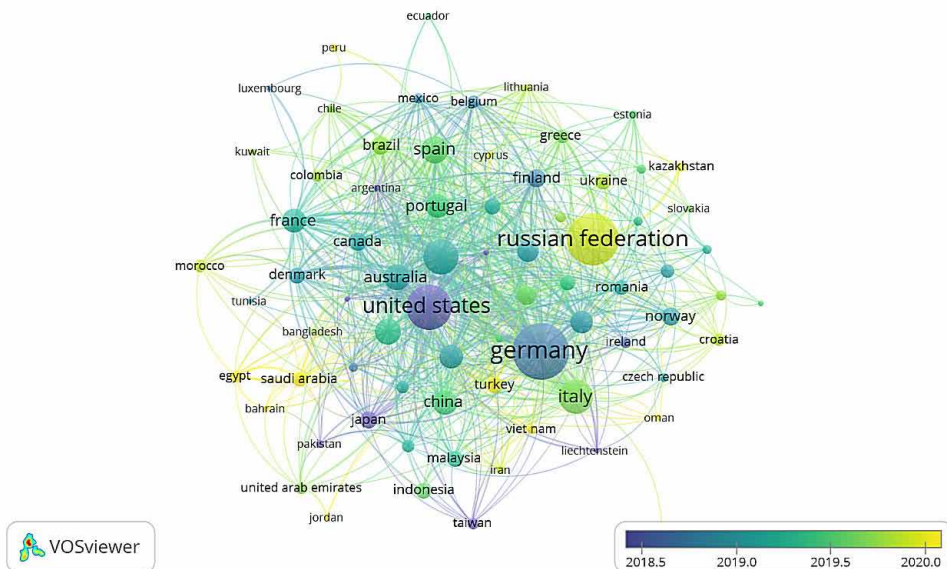 ecuador
peru
luxembourg
mexico
belgium
lithuania
chile
estonia
kuwait
brazil
spain
cyprus
greece
kazakhstan
colombia
argentina
finland
ukraine
portugal
slovakia
france
canada
russian federation
morocco
denmark
australia
romania
tunisia
united states
norway
bangladesh
ireland
croatia
germany
egypt
saudi arabia
turkey
czech republic
bahrain
china
italy
japan
viet nam
oman
pakistan
malaysia
iran
liechtenstein
united arab emirates
indonesia
jordan
taiwan
VOSviewer
2018.5 2019.0 2019.5 2020.0